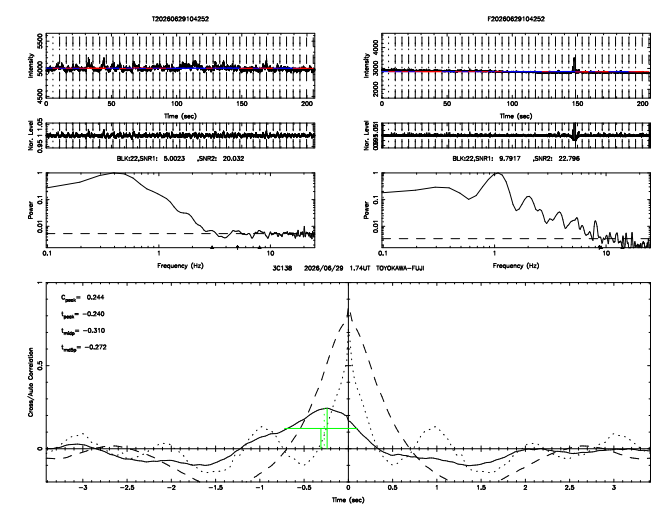 T20260629104252 F20260629104252
5500
5000
4500
Intensity
0 50 100 150 200
Time (sec)
4000
3000
2000
Intensity
0 50 100 150 200
Time (sec)
1.05
0.95
Nor. Level
Nor. Level
BLK:22,SNR1: 5.0023 ,SNR2: 20.032
BLK:22,SNR1: 9.7917 ,SNR2: 22.796
1
0.1
0.01
Power
0.1 1 10
Frequency (Hz)
1
0.1
0.01
Power
0.1 1 10
Frequency (Hz)
3C138 2026/06/29 1.74UT TOYOKAWA-FUJI
Cpeak= 0.244
tpeak= -0.240
tmidp= -0.310
tmd5p= -0.272
1
0.5
0
Cross/Auto Correlation
-3 -2.5 -2 -1.5 -1 -0.5 0 0.5 1 1.5 2 2.5 3
Time (sec)